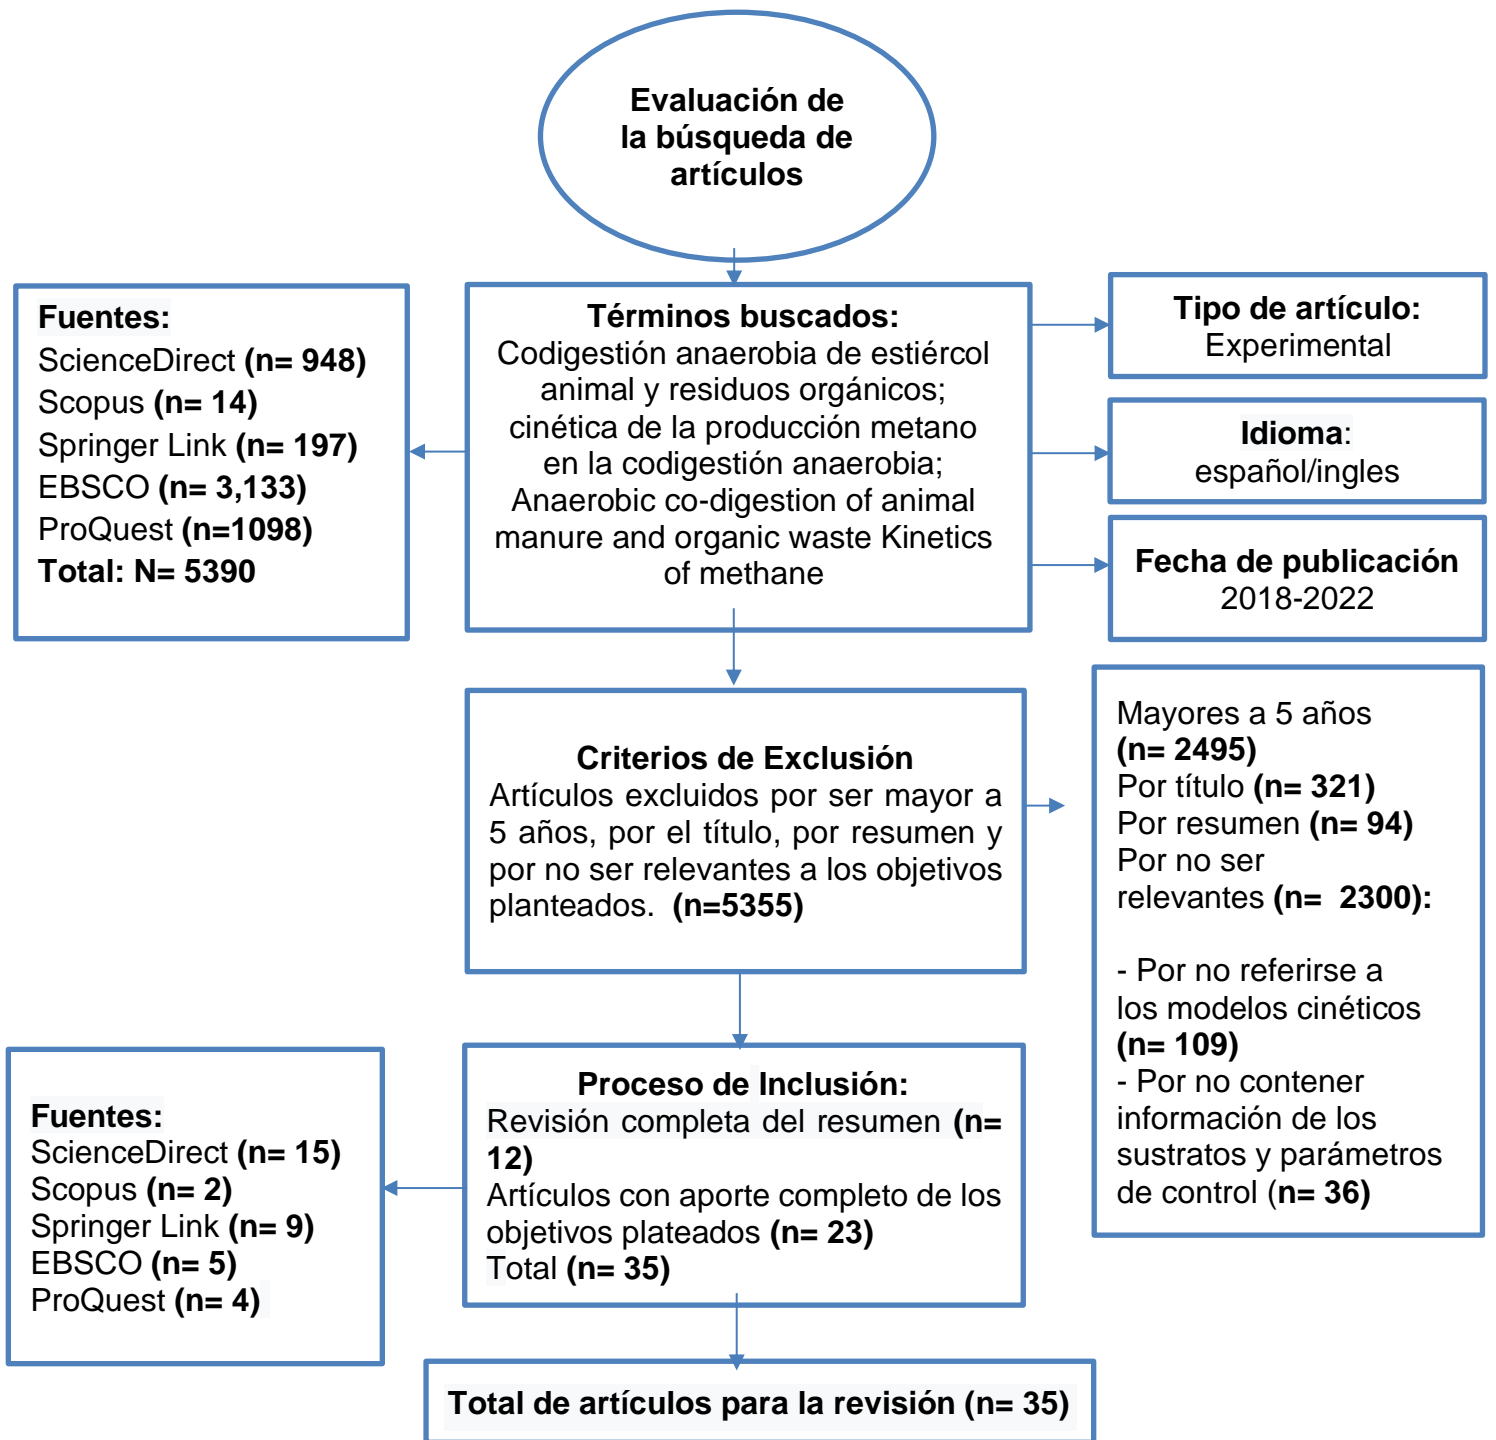 Evaluación de
la búsqueda de
artículos
Fuentes:
ScienceDirect (n= 948)
Scopus (n= 14)
Springer Link (n= 197)
EBSCO (n= 3,133)
ProQuest (n=1098)
Total: N= 5390
Términos buscados:
Codigestión anaerobia de estiércol
animal y residuos orgánicos;
cinética de la producción metano
en la codigestión anaerobia;
Anaerobic co-digestion of animal
manure and organic waste Kinetics
of methane
Tipo de artículo:
Experimental
Idioma:
español/ingles
Fecha de publicación
2018-2022
Criterios de Exclusión
Artículos excluidos por ser mayor a
5 años, por el título, por resumen y
por no ser relevantes a los objetivos
planteados. (n=5355)
Mayores a 5 años
(n= 2495)
Por título (n= 321)
Por resumen (n= 94)
Por no ser
relevantes (n= 2300):
- Por no referirse a
los modelos cinéticos
(n= 109)
- Por no contener
información de los
sustratos y parámetros
de control (n= 36)
Fuentes:
ScienceDirect (n= 15)
Scopus (n= 2)
Springer Link (n= 9)
EBSCO (n= 5)
ProQuest (n= 4)
Proceso de Inclusión:
Revisión completa del resumen (n=
12)
Artículos con aporte completo de los
objetivos plateados (n= 23)
Total (n= 35)
Total de artículos para la revisión (n= 35)